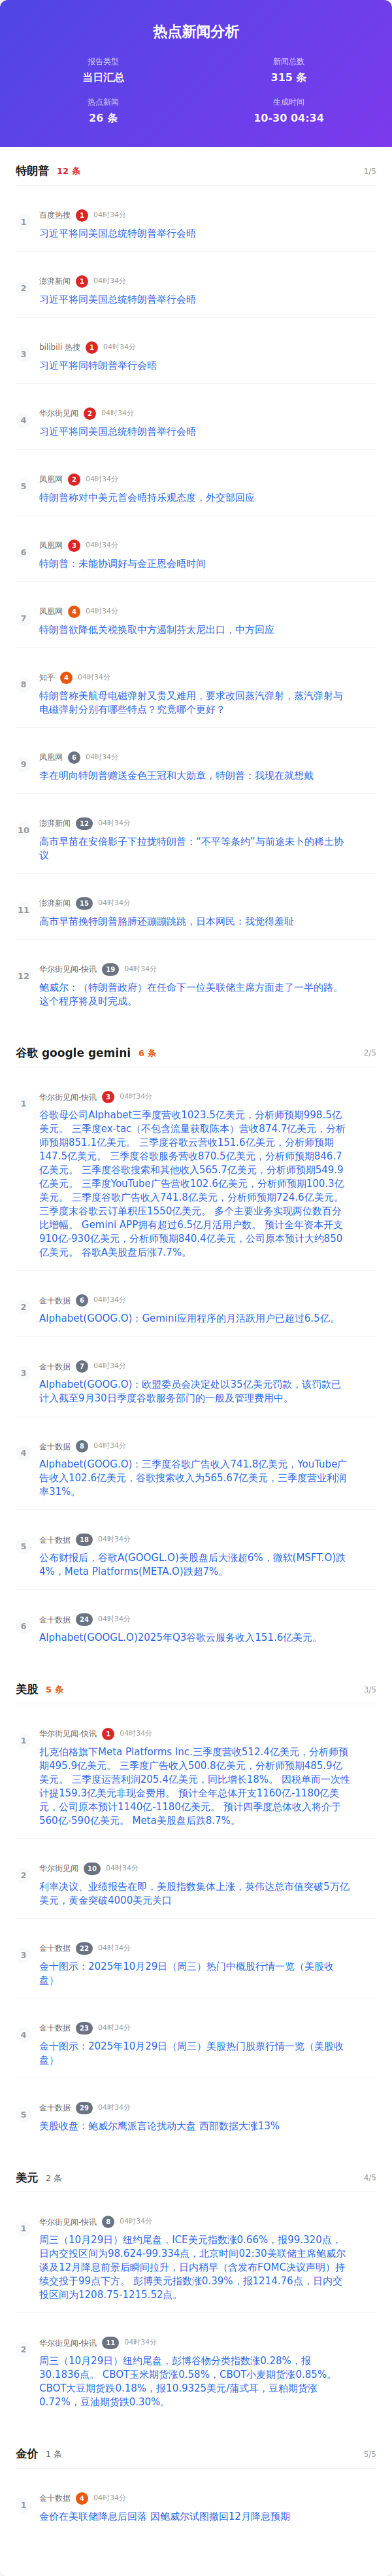 热点新闻分析
报告类型
当日汇总
新闻总数
315 条
热点新闻
26 条
生成时间
10-30 04:34
特朗普 12 条 1/5
1
百度热搜 1 04时34分
习近平将同美国总统特朗普举行会晤
2
澎湃新闻 1 04时34分
习近平将同美国总统特朗普举行会晤
3
bilibili 热搜 1 04时34分
习近平将同特朗普举行会晤
4
华尔街见闻 2 04时34分
习近平将同美国总统特朗普举行会晤
5
凤凰网 2 04时34分
特朗普称对中美元首会晤持乐观态度，外交部回应
6
凤凰网 3 04时34分
特朗普：未能协调好与金正恩会晤时间
7
凤凰网 4 04时34分
特朗普欲降低关税换取中方遏制芬太尼出口，中方回应
8
知乎 4 04时34分
特朗普称美航母电磁弹射又贵又难用，要求改回蒸汽弹射，蒸汽弹射与
电磁弹射分别有哪些特点？究竟哪个更好？
9
凤凰网 6 04时34分
李在明向特朗普赠送金色王冠和大勋章，特朗普：我现在就想戴
10
澎湃新闻 12 04时34分
高市早苗在安倍影子下拉拢特朗普：“不平等条约”与前途未卜的稀土协
议
11
澎湃新闻 15 04时34分
高市早苗挽特朗普胳膊还蹦蹦跳跳，日本网民：我觉得羞耻
12
华尔街见闻-快讯 19 04时34分
鲍威尔：（特朗普政府）在任命下一位美联储主席方面走了一半的路。
这个程序将及时完成。
谷歌 google gemini 6 条 2/5
1
华尔街见闻-快讯 3 04时34分
谷歌母公司Alphabet三季度营收1023.5亿美元，分析师预期998.5亿
美元。 三季度ex-tac（不包含流量获取陈本）营收874.7亿美元，分析
师预期851.1亿美元。 三季度谷歌云营收151.6亿美元，分析师预期
147.5亿美元。 三季度谷歌服务营收870.5亿美元，分析师预期846.7
亿美元。 三季度谷歌搜索和其他收入565.7亿美元，分析师预期549.9
亿美元。 三季度YouTube广告营收102.6亿美元，分析师预期100.3亿
美元。 三季度谷歌广告收入741.8亿美元，分析师预期724.6亿美元。
三季度末谷歌云订单积压1550亿美元。 多个主要业务实现两位数百分
比增幅。 Gemini APP拥有超过6.5亿月活用户数。 预计全年资本开支
910亿-930亿美元，分析师预期840.4亿美元，公司原本预计大约850
亿美元。 谷歌A美股盘后涨7.7%。
2
金十数据 6 04时34分
Alphabet(GOOG.O)：Gemini应用程序的月活跃用户已超过6.5亿。
3
金十数据 7 04时34分
Alphabet(GOOG.O)：欧盟委员会决定处以35亿美元罚款，该罚款已
计入截至9月30日季度谷歌服务部门的一般及管理费用中。
4
金十数据 8 04时34分
Alphabet(GOOG.O)：三季度谷歌广告收入741.8亿美元，YouTube广
告收入102.6亿美元，谷歌搜索收入为565.67亿美元，三季度营业利润
率31%。
5
金十数据 18 04时34分
公布财报后，谷歌A(GOOGL.O)美股盘后大涨超6%，微软(MSFT.O)跌
4%，Meta Platforms(META.O)跌超7%。
6
金十数据 24 04时34分
Alphabet(GOOGL.O)2025年Q3谷歌云服务收入151.6亿美元。
美股 5 条 3/5
1
华尔街见闻-快讯 1 04时34分
扎克伯格旗下Meta Platforms Inc.三季度营收512.4亿美元，分析师预
期495.9亿美元。 三季度广告收入500.8亿美元，分析师预期485.9亿
美元。 三季度运营利润205.4亿美元，同比增长18%。 因税单而一次性
计提159.3亿美元非现金费用。 预计全年总体开支1160亿-1180亿美
元，公司原本预计1140亿-1180亿美元。 预计四季度总体收入将介于
560亿-590亿美元。 Meta美股盘后跌8.7%。
2
华尔街见闻 10 04时34分
利率决议、业绩报告在即，美股指数集体上涨，英伟达总市值突破5万亿
美元，黄金突破4000美元关口
3
金十数据 22 04时34分
金十图示：2025年10月29日（周三）热门中概股行情一览（美股收
盘）
4
金十数据 23 04时34分
金十图示：2025年10月29日（周三）美股热门股票行情一览（美股收
盘）
5
金十数据 29 04时34分
美股收盘：鲍威尔鹰派言论扰动大盘 西部数据大涨13%
美元 2 条 4/5
1
华尔街见闻-快讯 8 04时34分
周三（10月29日）纽约尾盘，ICE美元指数涨0.66%，报99.320点，
日内交投区间为98.624-99.334点，北京时间02:30美联储主席鲍威尔
谈及12月降息前景后瞬间拉升，日内稍早（含发布FOMC决议声明）持
续交投于99点下方。 彭博美元指数涨0.39%，报1214.76点，日内交
投区间为1208.75-1215.52点。
2
华尔街见闻-快讯 11 04时34分
周三（10月29日）纽约尾盘，彭博谷物分类指数涨0.28%，报
30.1836点。 CBOT玉米期货涨0.58%，CBOT小麦期货涨0.85%。
CBOT大豆期货跌0.18%，报10.9325美元/蒲式耳，豆粕期货涨
0.72%，豆油期货跌0.30%。
金价 1 条 5/5
1
金十数据 4 04时34分
金价在美联储降息后回落 因鲍威尔试图撤回12月降息预期